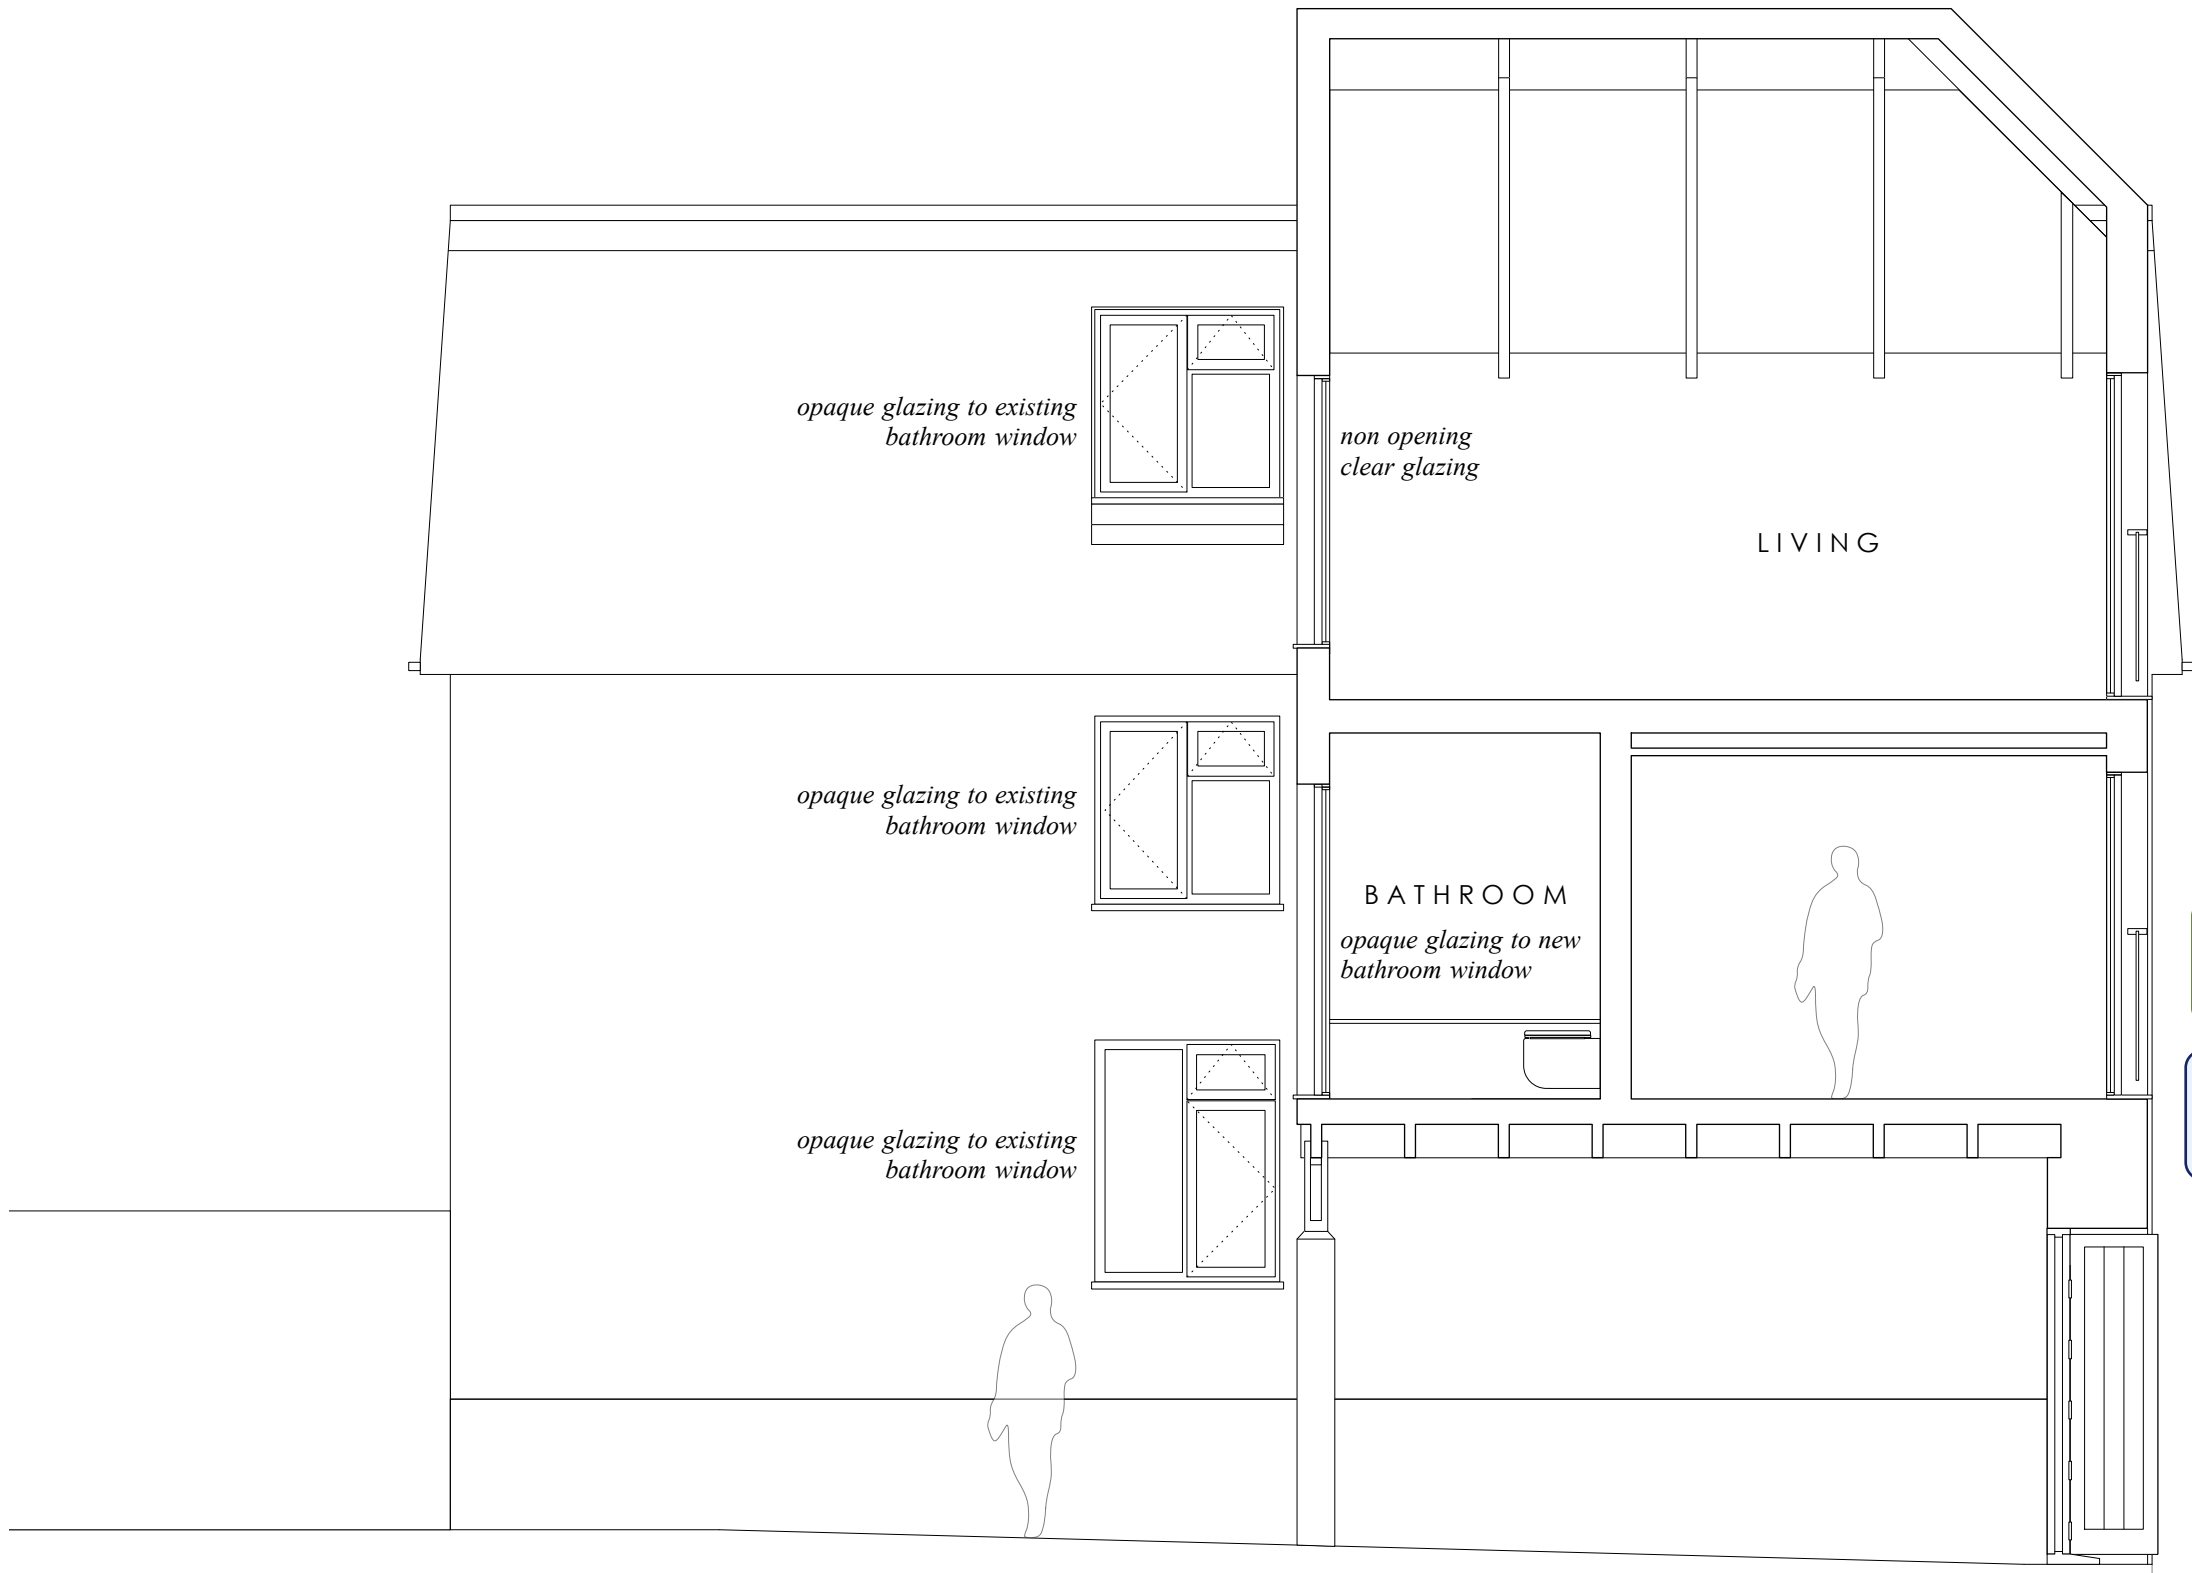 opaque glazing to existing
bathroom window
non opening
clear glazing
LIVING
opaque glazing to existing
bathroom window
BATHROOM
opaque glazing to new
bathroom window
opaque glazing to existing
bathroom window